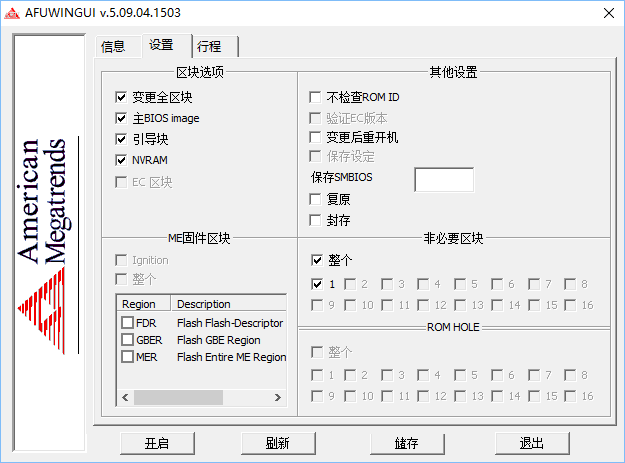 AFUWINGUI v.5.09.04.1503
American
Megatrends
信息 设置 行程
区块选项
变更全区块
主BIOS image
引导块
NVRAM
EC 区块
其他设置
不检查ROM ID
验证EC版本
变更后重开机
保存设定
保存SMBIOS
复原
封存
ME固件区块
Ignition
整个
Region Description
FDR Flash Flash-Descriptor
GBER Flash GBE Region
MER Flash Entire ME Region
非必要区块
整个
1 2 3 4 5 6 7 8
9 10 11 12 13 14 15 16
ROM HOLE
整个
1 2 3 4 5 6 7 8
9 10 11 12 13 14 15 16
开启 刷新 储存 退出